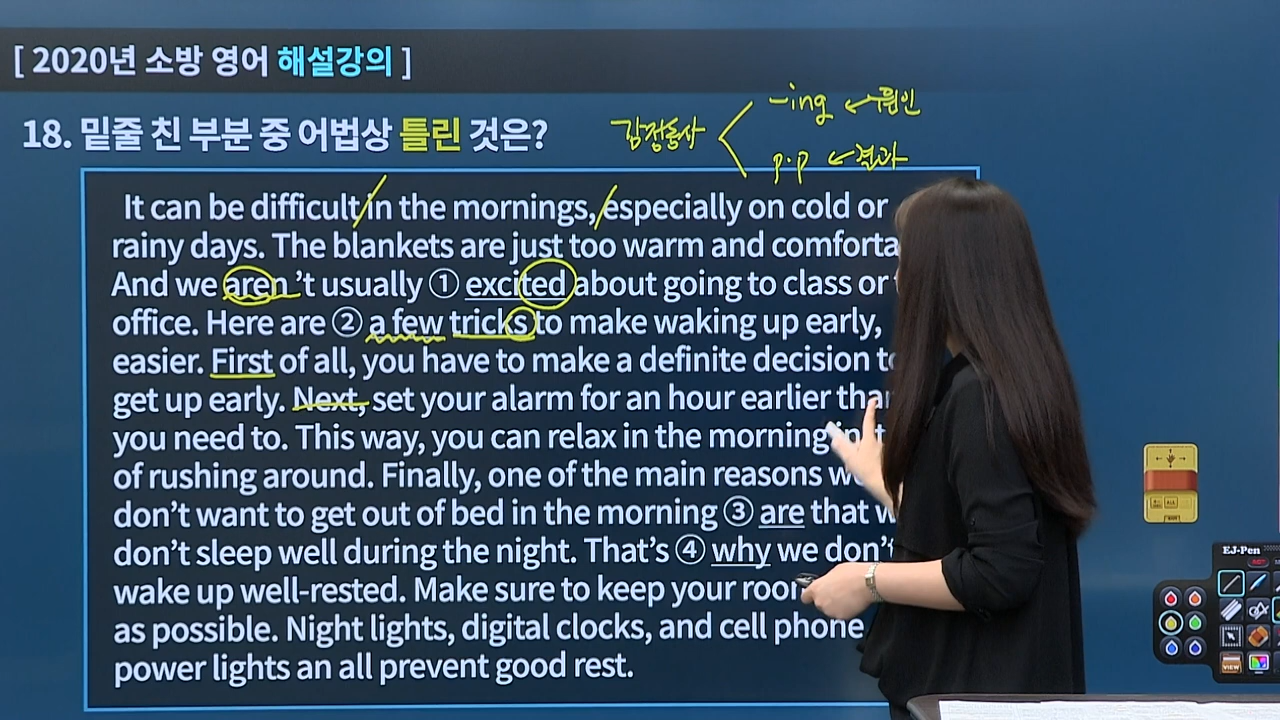 [ 2020년 소방 영어 해설강의 ]
-ing ← 원인
18. 밑줄 친 부분 중 어법상 틀린 것은?
감정동사
p.p ← 결과
It can be difficult in the mornings, especially on cold or
rainy days. The blankets are just too warm and
And we aren't usually ① excited about going to class or
office. Here are ② a few tricks to make waking up early,
easier. First of all, you have to make a definite decision to
get up early. Next, set your alarm for an hour earlier than
you need to. This way, you can relax in the morning
of rushing around. Finally, one of the main reasons
don't want to get out of bed in the morning ③ are that
don't sleep well during the night. That's ④ why we don't
wake up well-rested. Make sure to keep your
as possible. Night lights, digital clocks, and cell phone
power lights an all prevent good rest.
EJ-Pen
VIEW